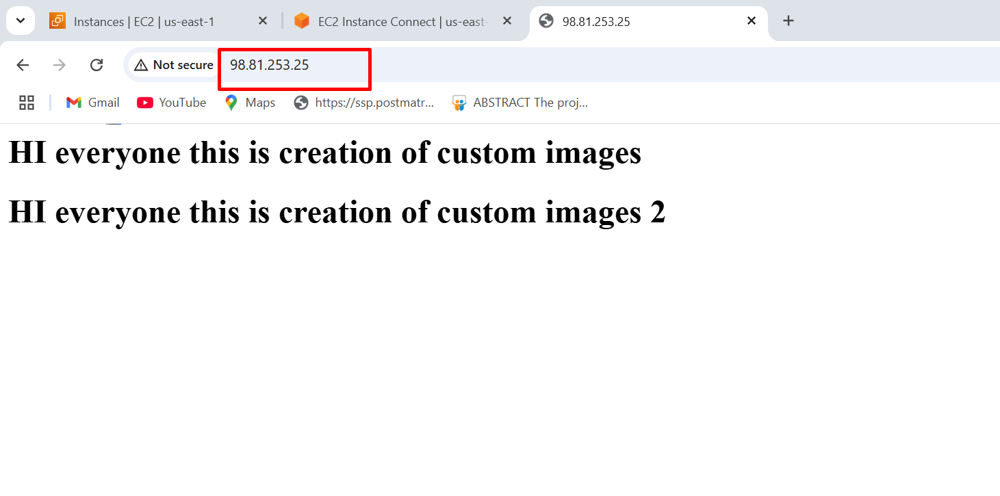 Instances | EC2 | us-east-1
EC2 Instance Connect | us-east-
98.81.253.25
Not secure 98.81.253.25
Gmail YouTube Maps https://ssp.postmatr... ABSTRACT The proj...
HI everyone this is creation of custom images
HI everyone this is creation of custom images 2